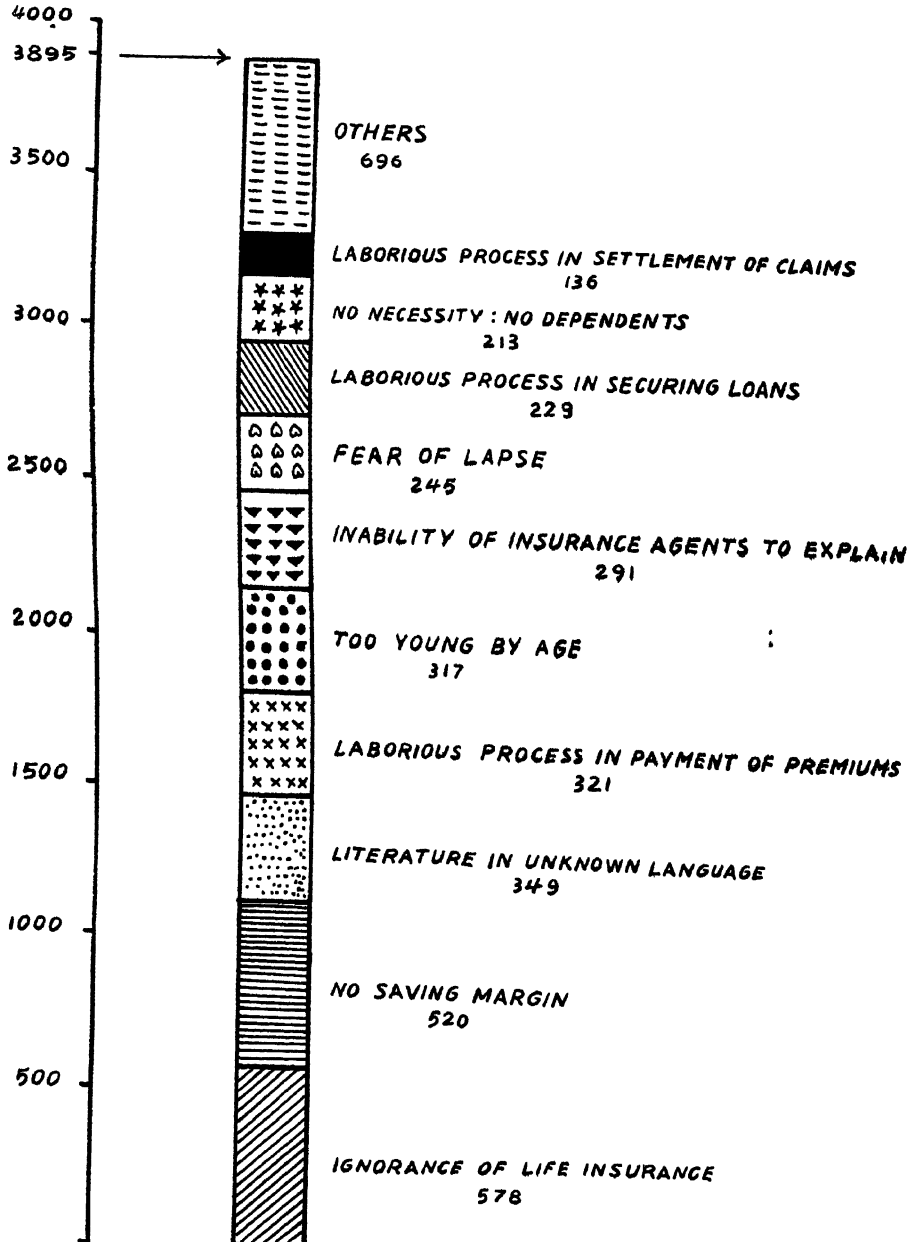 4000
3895
OTHERS
696
3500
LABORIOUS PROCESS IN SETTLEMENT OF CLAIMS
136
3000
NO NECESSITY : NO DEPENDENTS
213
LABORIOUS PROCESS IN SECURING LOANS
229
2500
FEAR OF LAPSE
245
INABILITY OF INSURANCE AGENTS TO EXPLAIN
291
2000
TOO YOUNG BY AGE
317
1500
LABORIOUS PROCESS IN PAYMENT OF PREMIUMS
321
LITERATURE IN UNKNOWN LANGUAGE
349
1000
NO SAVING MARGIN
520
500
IGNORANCE OF LIFE INSURANCE
578